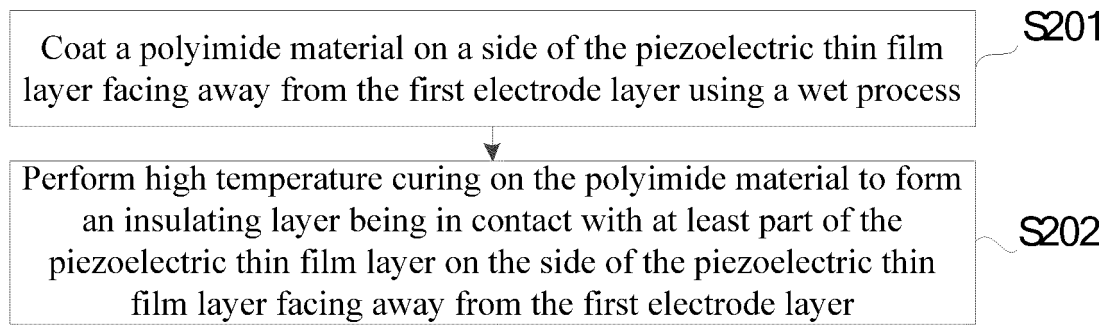 Coat a polyimide material on a side of the piezoelectric thin film
layer facing away from the first electrode layer using a wet process
S201
Perform high temperature curing on the polyimide material to form
an insulating layer being in contact with at least part of the
piezoelectric thin film layer on the side of the piezoelectric thin
film layer facing away from the first electrode layer
S202